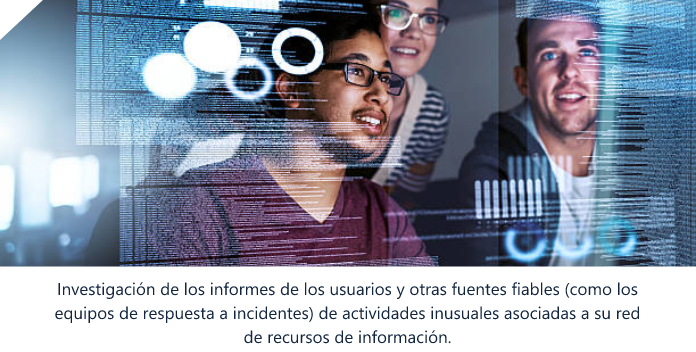 Investigación de los informes de los usuarios y otras fuentes fiables (como los
equipos de respuesta a incidentes) de actividades inusuales asociadas a su red
de recursos de información.